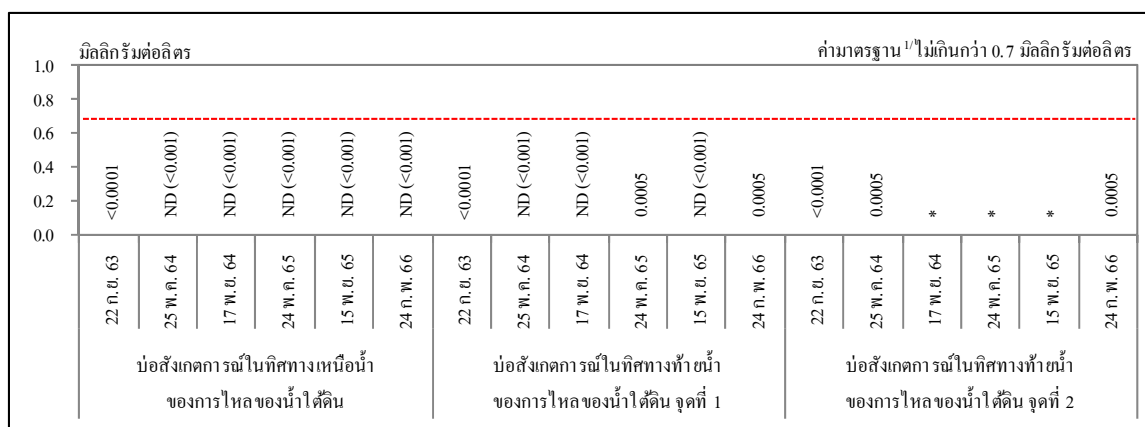 มิลลิกรัมต่อลิตร ค่ามาตรฐาน 1/ไม่เกินกว่า 0.7 มิลลิกรัมต่อลิตร
1.0
0.8
0.6
0.4
0.2
0.0
<0.0001 ND (<0.001) ND (<0.001) ND (<0.001) ND (<0.001) ND (<0.001) <0.0001 ND (<0.001) ND (<0.001) 0.0005 ND (<0.001) 0.0005 <0.0001 0.0005 * * * 0.0005
22 ก.ย. 63 25 พ.ค. 64 17 พ.ย. 64 24 พ.ค. 65 15 พ.ย. 65 24 ก.พ. 66 22 ก.ย. 63 25 พ.ค. 64 17 พ.ย. 64 24 พ.ค. 65 15 พ.ย. 65 24 ก.พ. 66 22 ก.ย. 63 25 พ.ค. 64 17 พ.ย. 64 24 พ.ค. 65 15 พ.ย. 65 24 ก.พ. 66
บ่อสังเกตการณ์ในทิศทางเหนือน้ำ
ของการไหลของน้ำใต้ดิน
บ่อสังเกตการณ์ในทิศทางท้ายน้ำ
ของการไหลของน้ำใต้ดิน จุดที่ 1
บ่อสังเกตการณ์ในทิศทางท้ายน้ำ
ของการไหลของน้ำใต้ดิน จุดที่ 2